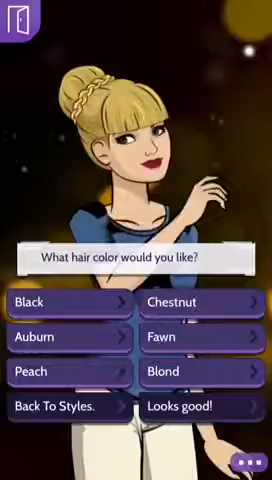 What hair color would you like?
Black
Chestnut
Auburn
Fawn
Peach
Blond
Back To Styles.
Looks good!